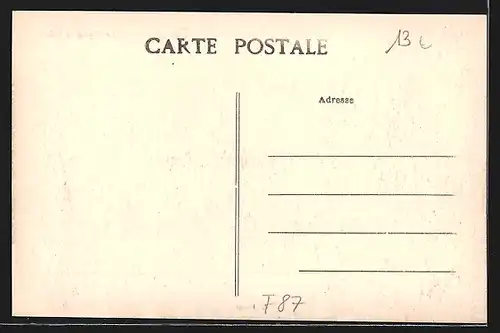 CARTE POSTALE
13 €
Adresse
F87